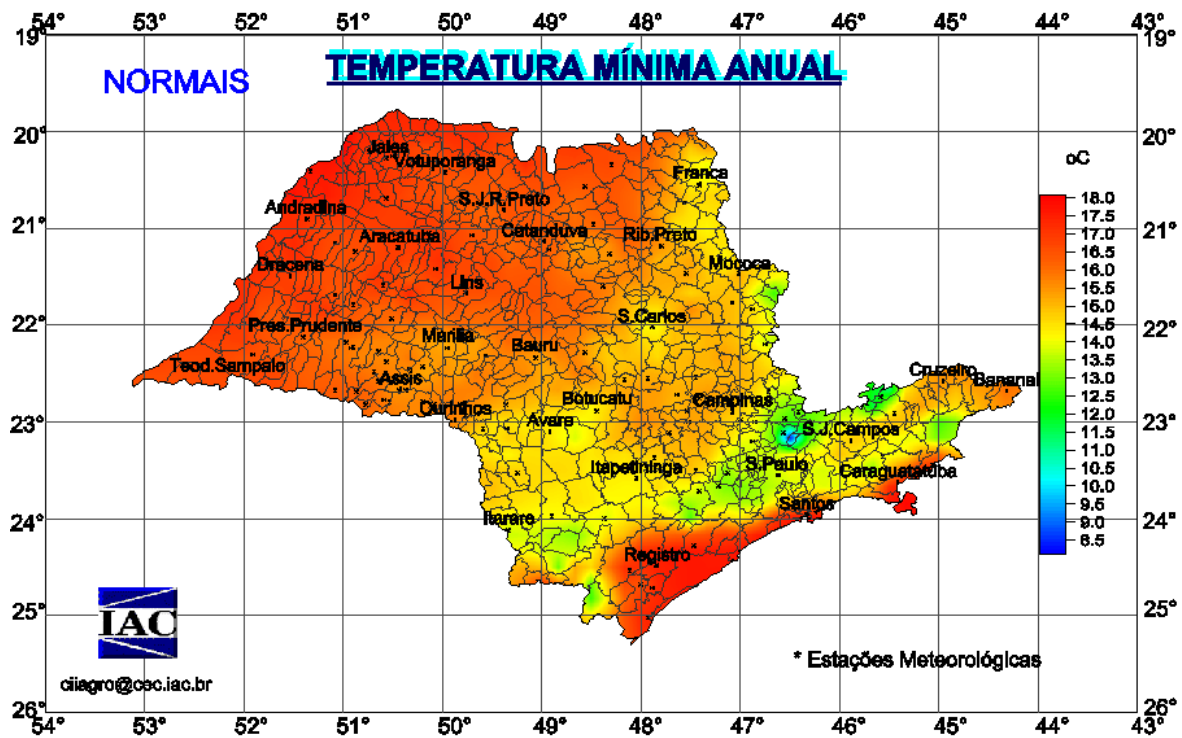 54° 53° 52° 51° 50° 49° 48° 47° 46° 45° 44° 43°
19° 19°
TEMPERATURA MÍNIMA ANUAL
NORMAIS
20° 20°
oC
Jales
Votuporanga
Franca
S.J.R.Preto
18.0
Andradina
17.5
21° 21°
Aracatuba
Catanduva
Rib.Preto
17.0
16.5
Dracena
Mococa
16.0
Lins
15.5
15.0
22° 22°
S.Carlos
14.5
Pres.Prudente
Marilia
Bauru
14.0
13.5
Teod.Sampaio
Cruzeiro
Bananal
13.0
Assis
12.5
Ourinhos
Botucatu
Campinas
12.0
23° 23°
Avare
S.J.Campos
11.5
11.0
Itapetininga
S.Paulo
Caraguatatuba
10.5
10.0
Santos
9.5
24° 24°
Itarare
9.0
8.5
Registro
IAC
25° 25°
* Estações Meteorológicas
ciiagro@cec.iac.br
26° 26°
54° 53° 52° 51° 50° 49° 48° 47° 46° 45° 44° 43°